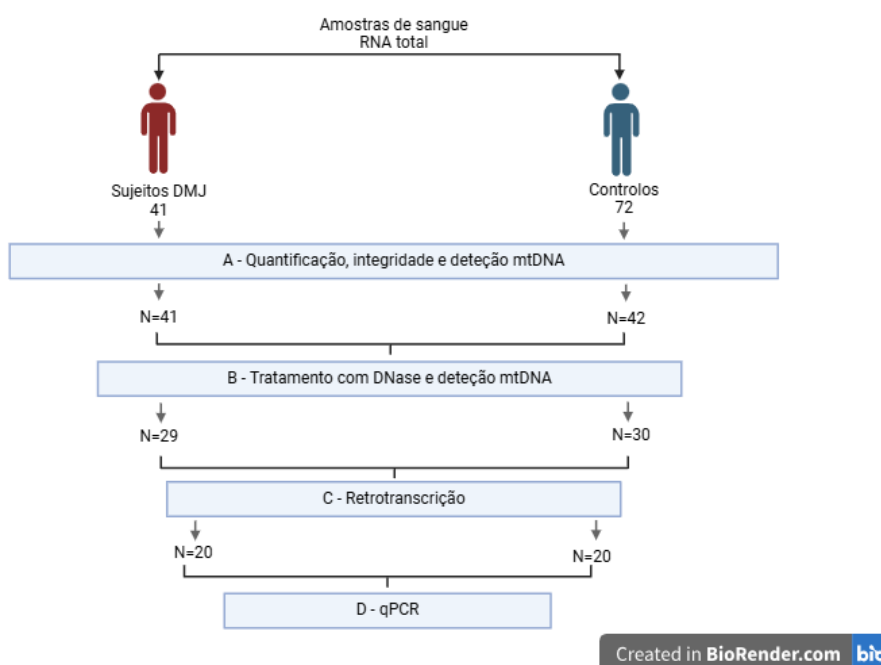 Amostras de sangue
RNA total
Sujeitos DMJ
41
Controlos
72
A - Quantificação, integridade e deteção mtDNA
N=41
N=42
B - Tratamento com DNase e deteção mtDNA
N=29
N=30
C - Retrotranscrição
N=20
N=20
D - qPCR
Created in BioRender.com bio